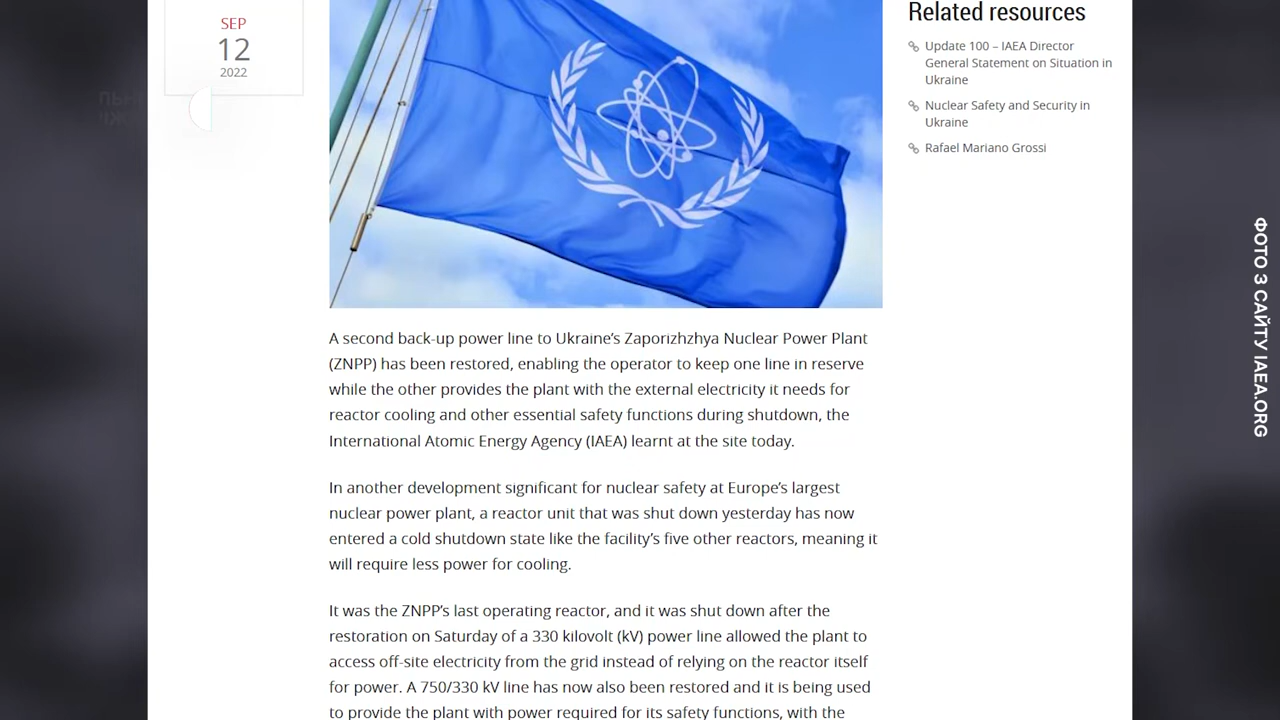 SEP
12
2022
Related resources
Update 100 – IAEA Director
General Statement on Situation in
Ukraine
Nuclear Safety and Security in
Ukraine
Rafael Mariano Grossi
A second back-up power line to Ukraine’s Zaporizhzhya Nuclear Power Plant
(ZNPP) has been restored, enabling the operator to keep one line in reserve
while the other provides the plant with the external electricity it needs for
reactor cooling and other essential safety functions during shutdown, the
International Atomic Energy Agency (IAEA) learnt at the site today.
In another development significant for nuclear safety at Europe’s largest
nuclear power plant, a reactor unit that was shut down yesterday has now
entered a cold shutdown state like the facility’s five other reactors, meaning it
will require less power for cooling.
It was the ZNPP’s last operating reactor, and it was shut down after the
restoration on Saturday of a 330 kilovolt (kV) power line allowed the plant to
access off-site electricity from the grid instead of relying on the reactor itself
for power. A 750/330 kV line has now also been restored and it is being used
to provide the plant with power required for its safety functions, with the
ФОТО З САЙТУ IAEA.ORG